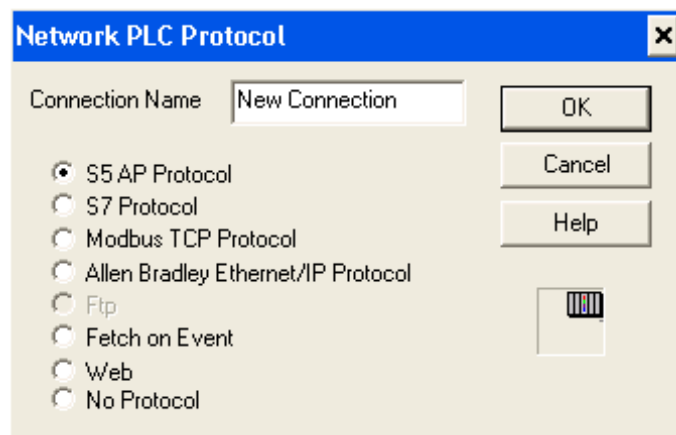 Network PLC Protocol
Connection Name New Connection
OK
Cancel
Help
S5 AP Protocol
S7 Protocol
Modbus TCP Protocol
Allen Bradley Ethernet/IP Protocol
Ftp
Fetch on Event
Web
No Protocol